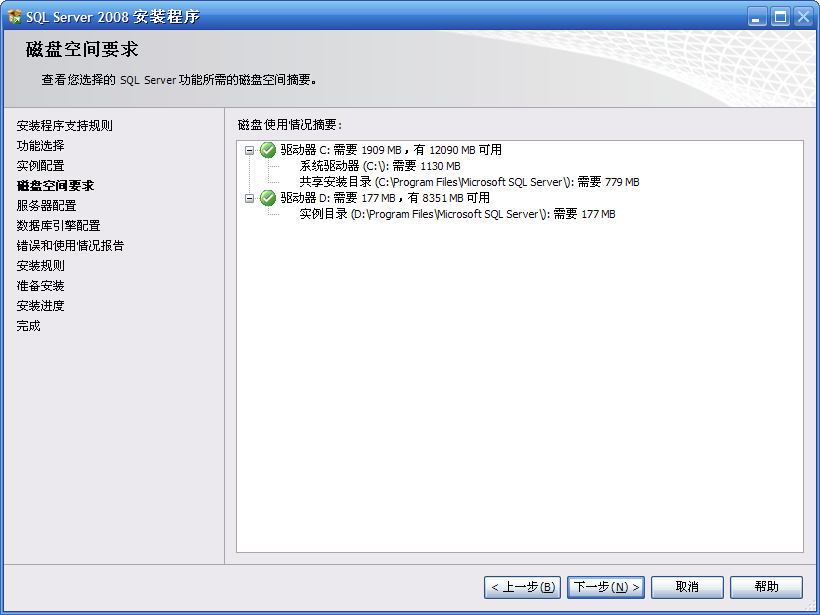 SQL Server 2008 安装程序
磁盘空间要求
查看您选择的 SQL Server 功能所需的磁盘空间摘要。
安装程序支持规则
功能选择
实例配置
磁盘空间要求
服务器配置
数据库引擎配置
错误和使用情况报告
安装规则
准备安装
安装进度
完成
磁盘使用情况摘要:
驱动器 C: 需要 1909 MB，有 12090 MB 可用
系统驱动器 (C:\): 需要 1130 MB
共享安装目录 (C:\Program Files\Microsoft SQL Server\): 需要 779 MB
驱动器 D: 需要 177 MB，有 8351 MB 可用
实例目录 (D:\Program Files\Microsoft SQL Server\): 需要 177 MB
< 上一步(B)
下一步(N) >
取消
帮助